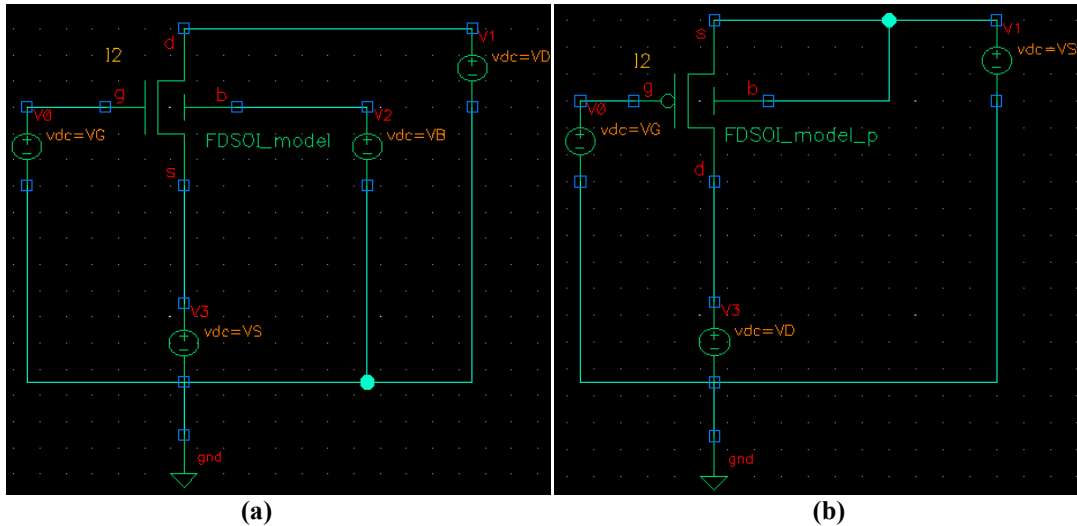 d
V1
vdc=VD
I2
g
b
V0
vdc=VG
V2
vdc=VB
FDSOI_model
s
V3
vdc=VS
gnd
(a)
s
V1
vdc=VS
I2
g
b
V0
vdc=VG
FDSOI_model_p
d
V3
vdc=VD
gnd
(b)